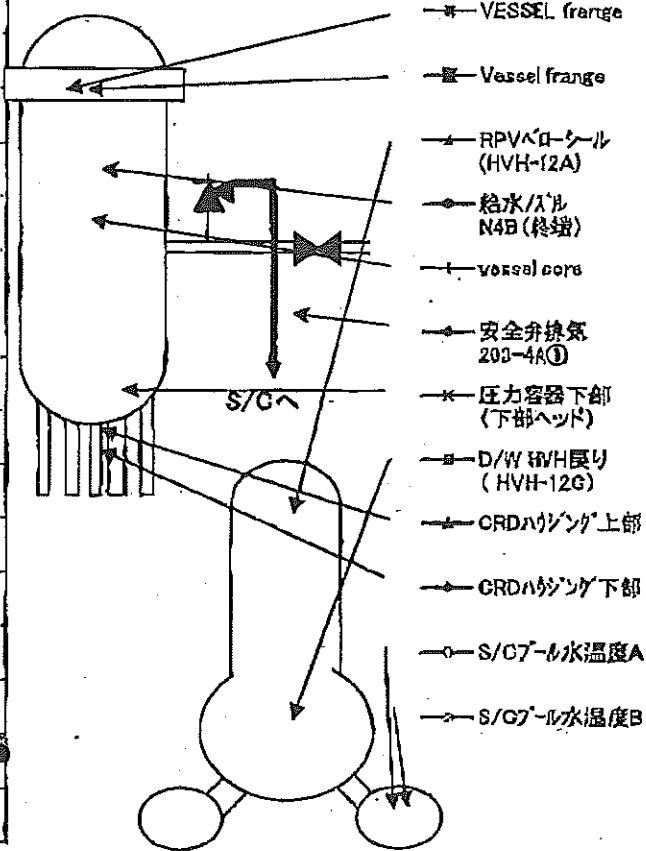 VESSEL frange
Vessel frange
RPVベローシール
(HVH-12A)
給水ノズル
N4B(終端)
vessel core
安全弁排気
203-4A①
圧力容器下部
(下部ヘッド)
D/W HVH戻り
(HVH-12C)
CRDハウジング上部
CRDハウジング下部
S/Cプール水温度A
S/Cプール水温度B
S/Cへ